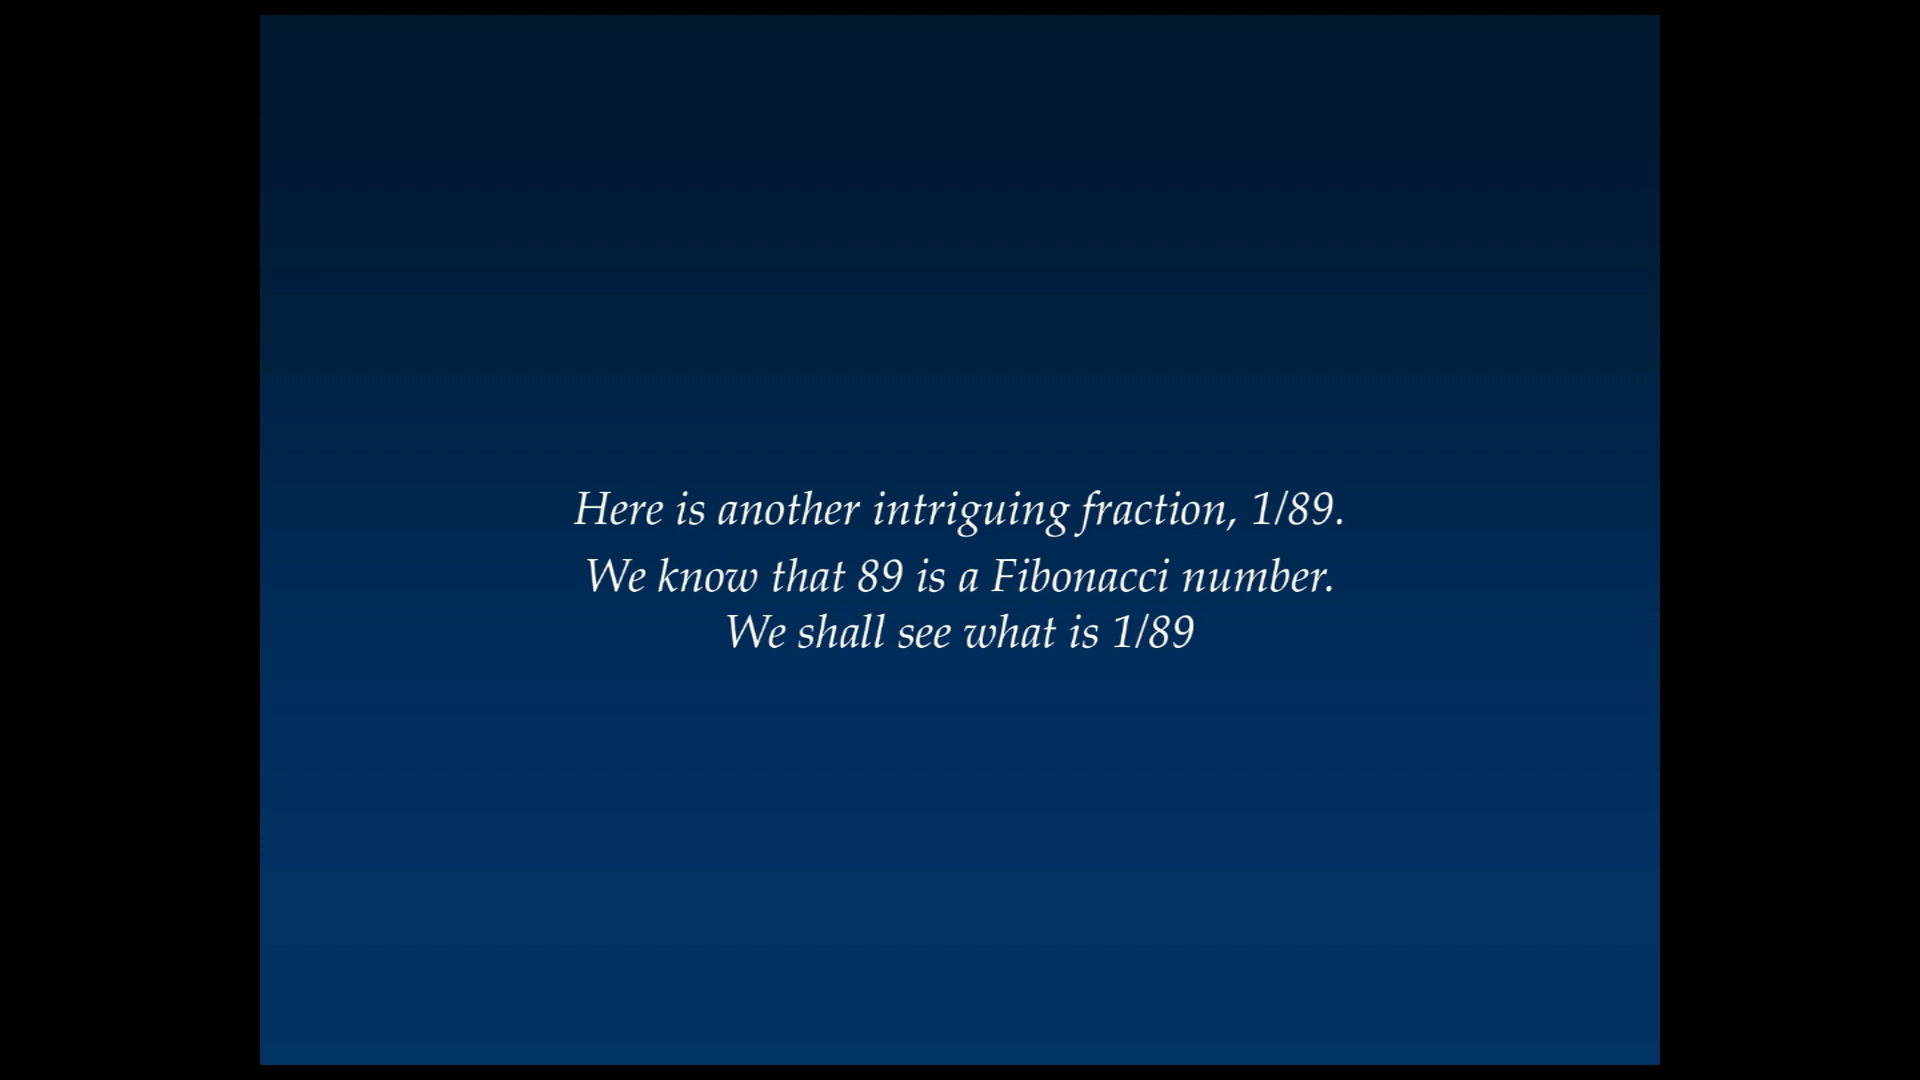 Here is another intriguing fraction, 1/89.
We know that 89 is a Fibonacci number.
We shall see what is 1/89